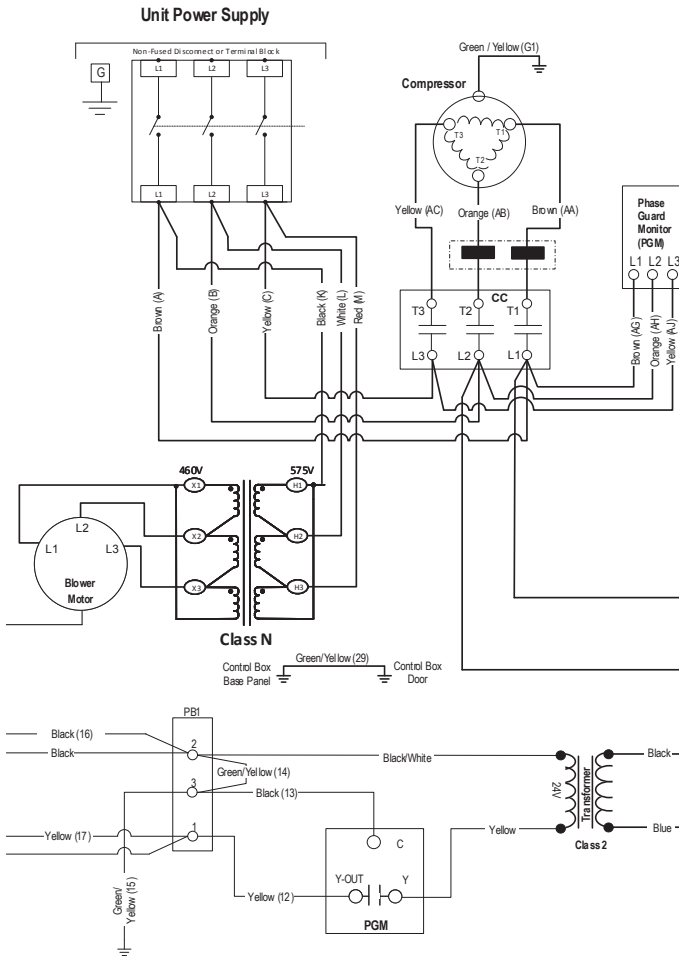 Unit Power Supply
Non-Fused Disconnect or Terminal Block
G
L1 L2 L3
L1 L2 L3
Green / Yellow (G1)
Compressor
T3 T1
T2
Yellow (AC) Orange (AB) Brown (AA)
Phase
Guard
Monitor
(PGM)
L1 L2 L3
CC
T3 T2 T1
L3 L2 L1
Brown (A) Orange (B) Yellow (C) Black (K) White (L) Red (M)
Brown (AG) Orange (AH) Yellow (AJ)
460V 575V
X1 H1
X2 H2
X3 H3
L2
L1 L3
Blower
Motor
Class N
Control Box
Base Panel
Green/Yellow (29)
Control Box
Door
PB1
Black (16)
Black
2
Black/White
Green/Yellow (14)
3
Black (13)
Yellow (17)
1
Green/
Yellow (15)
Yellow (12)
C
Y-OUT Y
PGM
Yellow
24V
Transformer
Class 2
Black
Blue